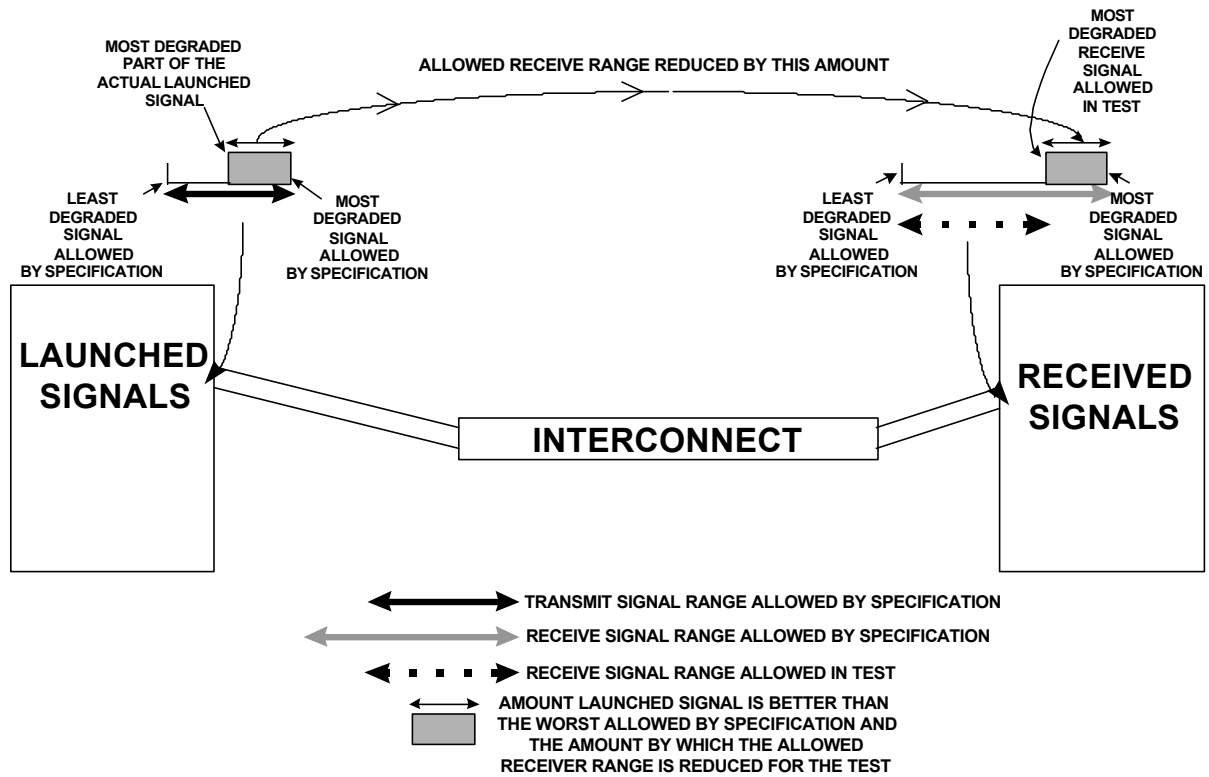 MOST DEGRADED
PART OF THE
ACTUAL LAUNCHED
SIGNAL
ALLOWED RECEIVE RANGE REDUCED BY THIS AMOUNT
MOST
DEGRADED
RECEIVE
SIGNAL
ALLOWED
IN TEST
LEAST
DEGRADED
SIGNAL
ALLOWED
BY SPECIFICATION
MOST
DEGRADED
SIGNAL
ALLOWED
BY SPECIFICATION
LEAST
DEGRADED
SIGNAL
ALLOWED
BY SPECIFICATION
MOST
DEGRADED
SIGNAL
ALLOWED
BY SPECIFICATION
LAUNCHED
SIGNALS
INTERCONNECT
RECEIVED
SIGNALS
TRANSMIT SIGNAL RANGE ALLOWED BY SPECIFICATION
RECEIVE SIGNAL RANGE ALLOWED BY SPECIFICATION
RECEIVE SIGNAL RANGE ALLOWED IN TEST
AMOUNT LAUNCHED SIGNAL IS BETTER THAN
THE WORST ALLOWED BY SPECIFICATION AND
THE AMOUNT BY WHICH THE ALLOWED
RECEIVER RANGE IS REDUCED FOR THE TEST